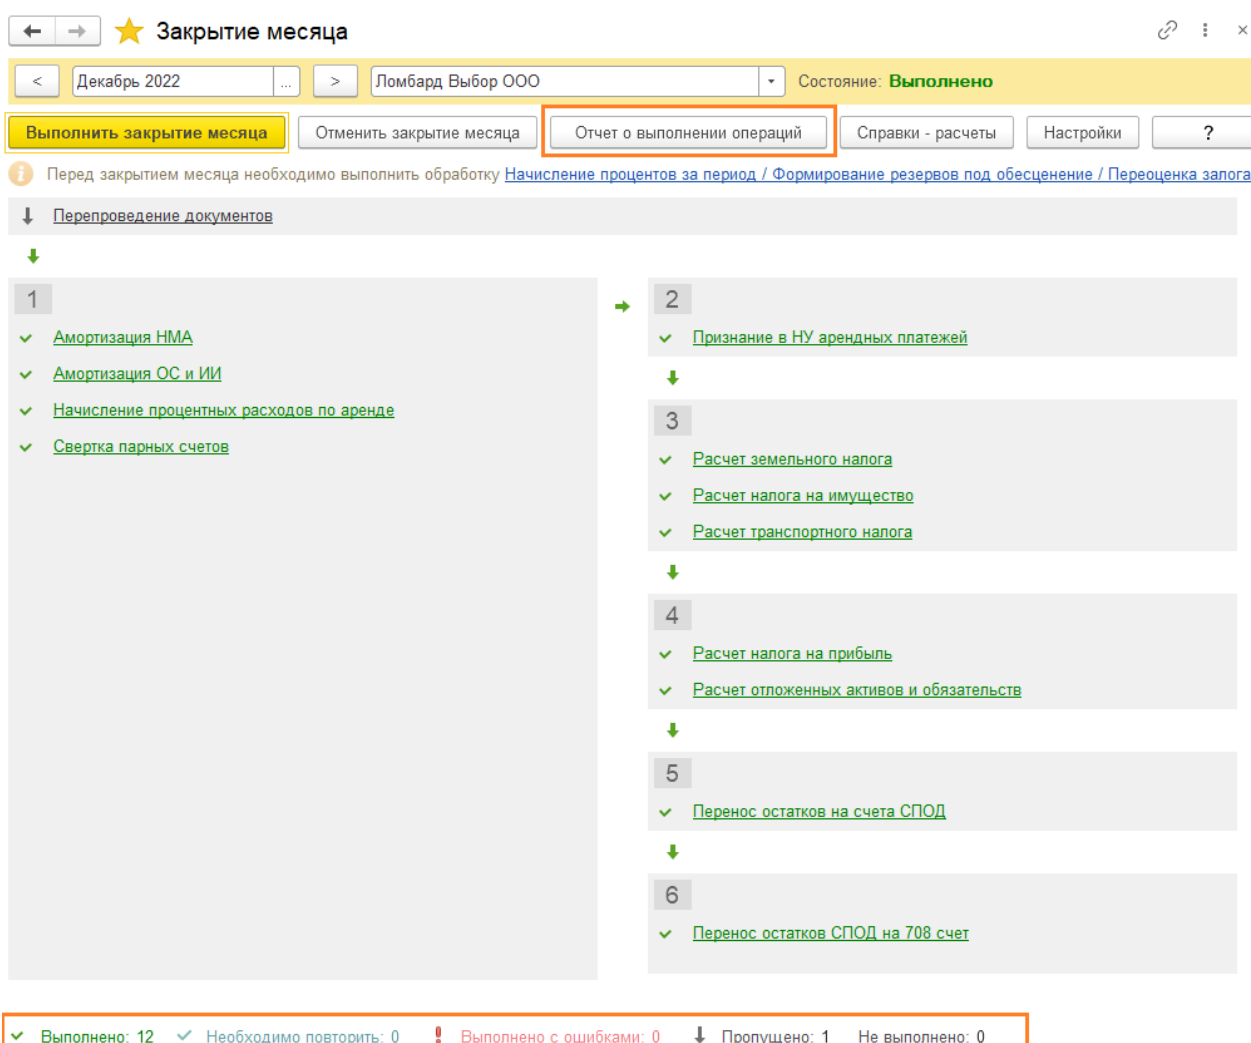 Закрытие месяца
< Декабрь 2022 ... > Ломбард Выбор ООО Состояние: Выполнено
Выполнить закрытие месяца Отменить закрытие месяца Отчет о выполнении операций Справки - расчеты Настройки ?
Перед закрытием месяца необходимо выполнить обработку Начисление процентов за период / Формирование резервов под обесценение / Переоценка залога
Перепроведение документов
1
Амортизация НМА
Амортизация ОС и ИИ
Начисление процентных расходов по аренде
Свертка парных счетов
2
Признание в НУ арендных платежей
3
Расчет земельного налога
Расчет налога на имущество
Расчет транспортного налога
4
Расчет налога на прибыль
Расчет отложенных активов и обязательств
5
Перенос остатков на счета СПОД
6
Перенос остатков СПОД на 708 счет
Выполнено: 12 Необходимо повторить: 0 Выполнено с ошибками: 0 Пропущено: 1 Не выполнено: 0